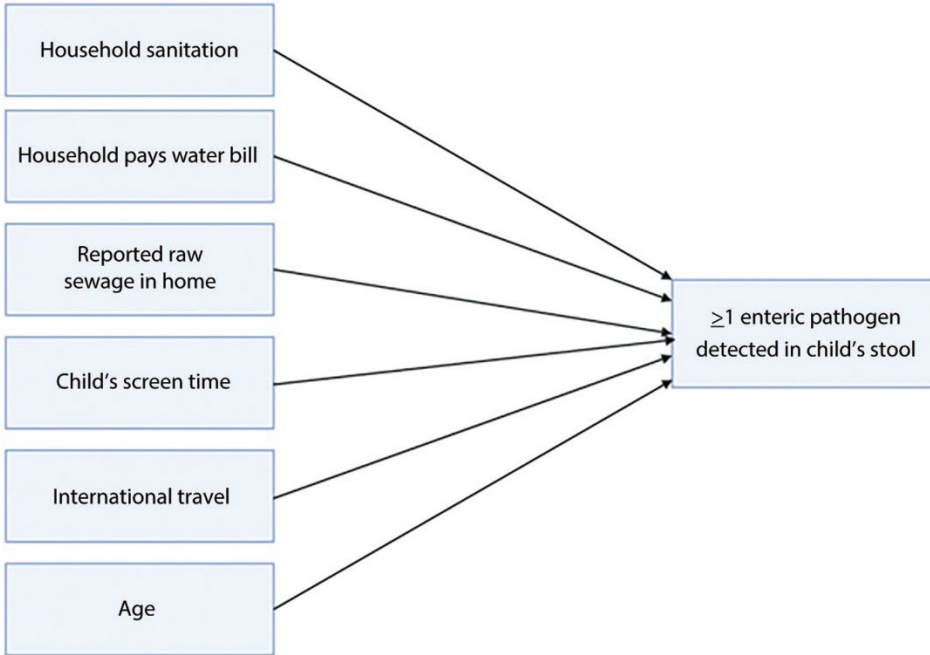 Household sanitation
Household pays water bill
Reported raw
sewage in home
Child’s screen time
International travel
Age
≥1 enteric pathogen
detected in child’s stool